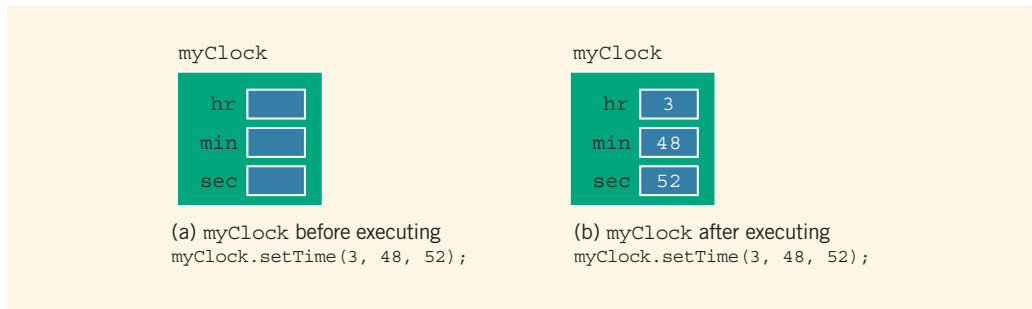 myClock
hr
min
sec
(a) myClock before executing
myClock.setTime(3, 48, 52);
myClock
hr 3
min 48
sec 52
(b) myClock after executing
myClock.setTime(3, 48, 52);